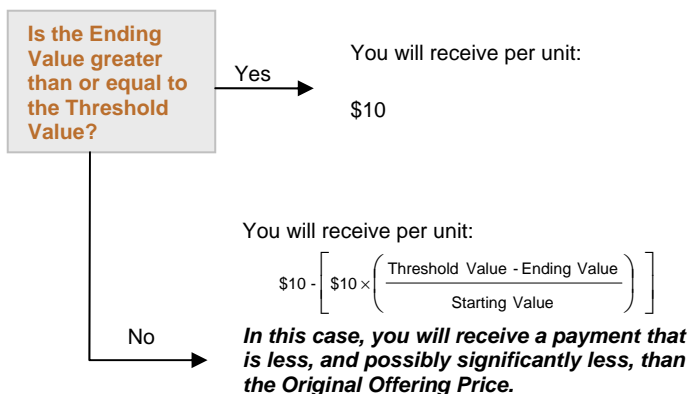 Is the Ending
Value greater
than or equal to
the Threshold
Value?
Yes
You will receive per unit:
$10
You will receive per unit:
$10 - [ $10 × ( Threshold Value - Ending Value
Starting Value ) ]
No
In this case, you will receive a payment that
is less, and possibly significantly less, than
the Original Offering Price.